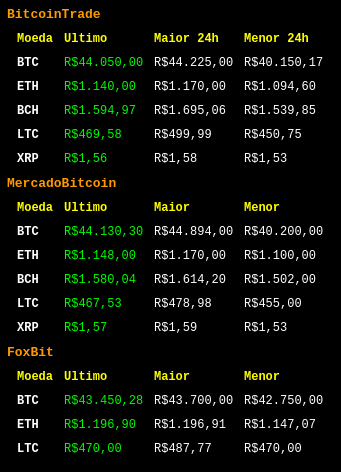 BitcoinTrade
Moeda Ultimo Maior 24h Menor 24h
BTC R$44.050,00 R$44.225,00 R$40.150,17
ETH R$1.140,00 R$1.170,00 R$1.094,60
BCH R$1.594,97 R$1.695,06 R$1.539,85
LTC R$469,58 R$499,99 R$450,75
XRP R$1,56 R$1,58 R$1,53
MercadoBitcoin
Moeda Ultimo Maior Menor
BTC R$44.130,30 R$44.894,00 R$40.200,00
ETH R$1.148,00 R$1.170,00 R$1.100,00
BCH R$1.580,04 R$1.614,20 R$1.502,00
LTC R$467,53 R$478,98 R$455,00
XRP R$1,57 R$1,59 R$1,53
FoxBit
Moeda Ultimo Maior Menor
BTC R$43.450,28 R$43.700,00 R$42.750,00
ETH R$1.196,90 R$1.196,91 R$1.147,07
LTC R$470,00 R$487,77 R$470,00